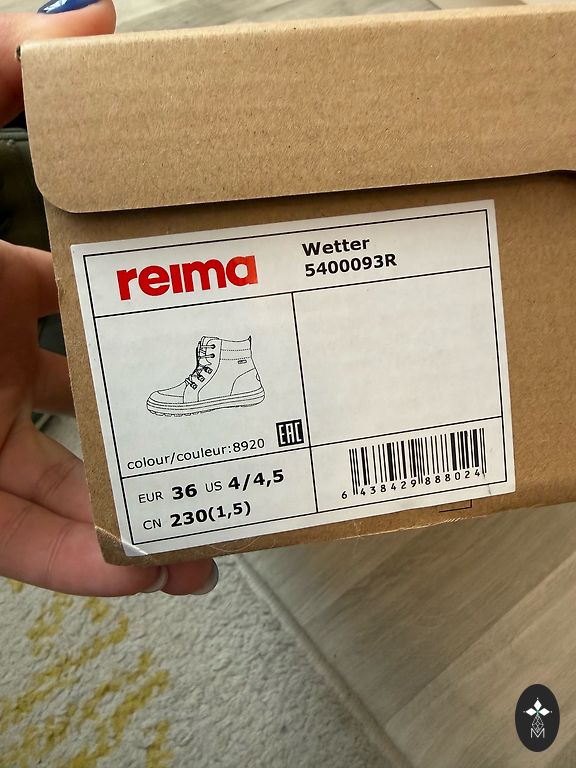 reima
Wetter
5400093R
colour/couleur:8920
EAC
EUR 36 US 4/4,5
CN 230(1,5)
6 438429 888024
M